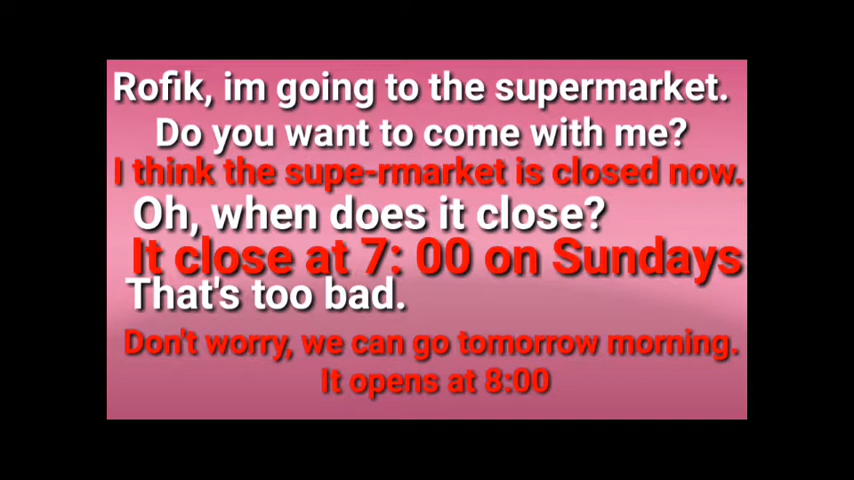 Rofik, im going to the supermarket.
Do you want to come with me?
I think the supe-rmarket is closed now.
Oh, when does it close?
It close at 7: 00 on Sundays
That's too bad.
Don't worry, we can go tomorrow morning.
It opens at 8:00